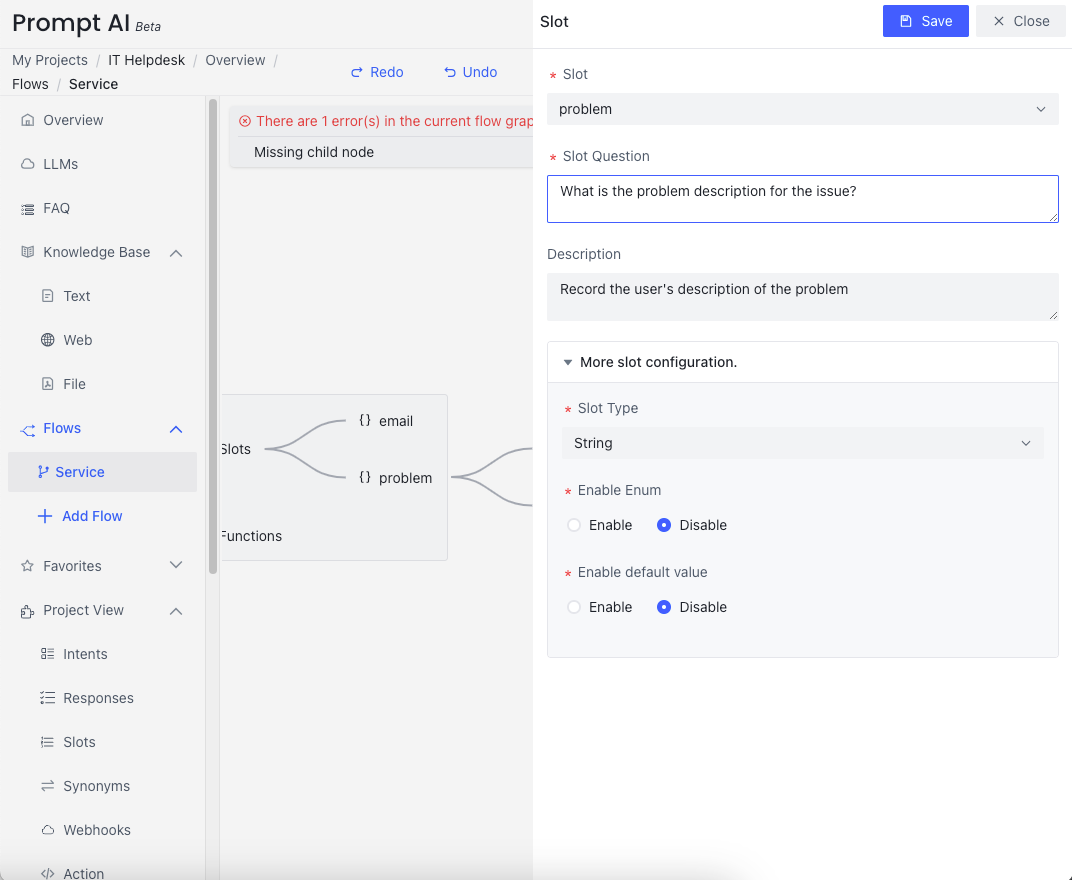 Prompt AI Beta
My Projects / IT Helpdesk / Overview /
Flows / Service
Redo
Undo
Overview
LLMs
FAQ
Knowledge Base
Text
Web
File
Flows
Service
Add Flow
Favorites
Project View
Intents
Responses
Slots
Synonyms
Webhooks
Action
There are 1 error(s) in the current flow grap
Missing child node
Slots
{} email
{} problem
Functions
Slot
Save
Close
* Slot
problem
* Slot Question
What is the problem description for the issue?
Description
Record the user's description of the problem
More slot configuration.
* Slot Type
String
* Enable Enum
Enable Disable
* Enable default value
Enable Disable